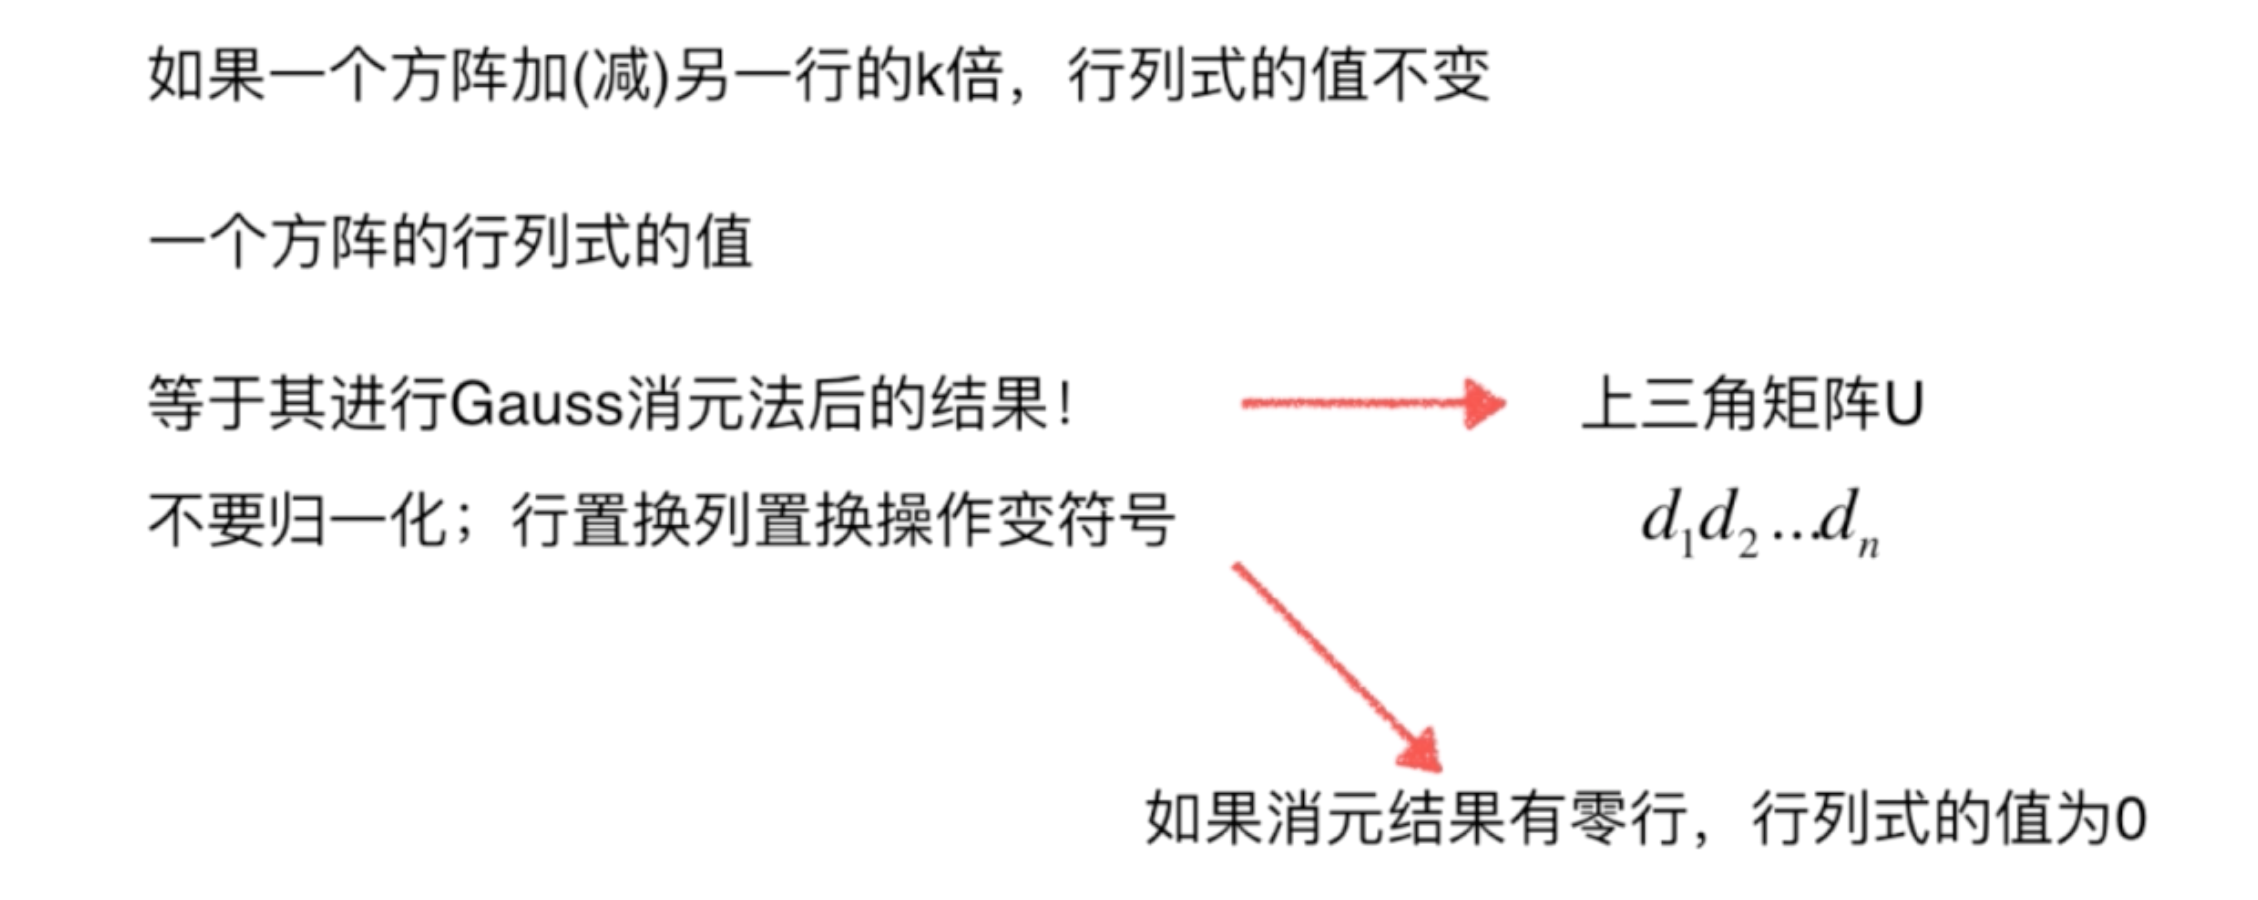 如果一个方阵加(减)另一行的k倍，行列式的值不变
一个方阵的行列式的值
等于其进行Gauss消元法后的结果！
上三角矩阵U
不要归一化；行置换列置换操作变符号
d₁d₂...dₙ
如果消元结果有零行，行列式的值为0